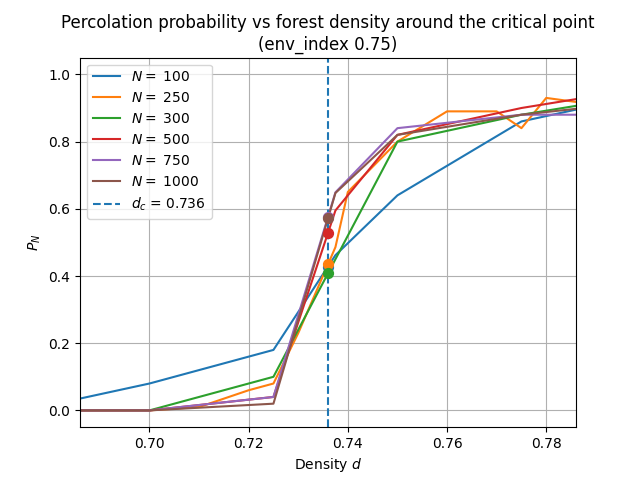 Percolation probability vs forest density around the critical point
(env_index 0.75)
1.0
0.8
0.6
0.4
0.2
0.0
P_N
N = 100
N = 250
N = 300
N = 500
N = 750
N = 1000
d_c = 0.736
0.70 0.72 0.74 0.76 0.78
Density d